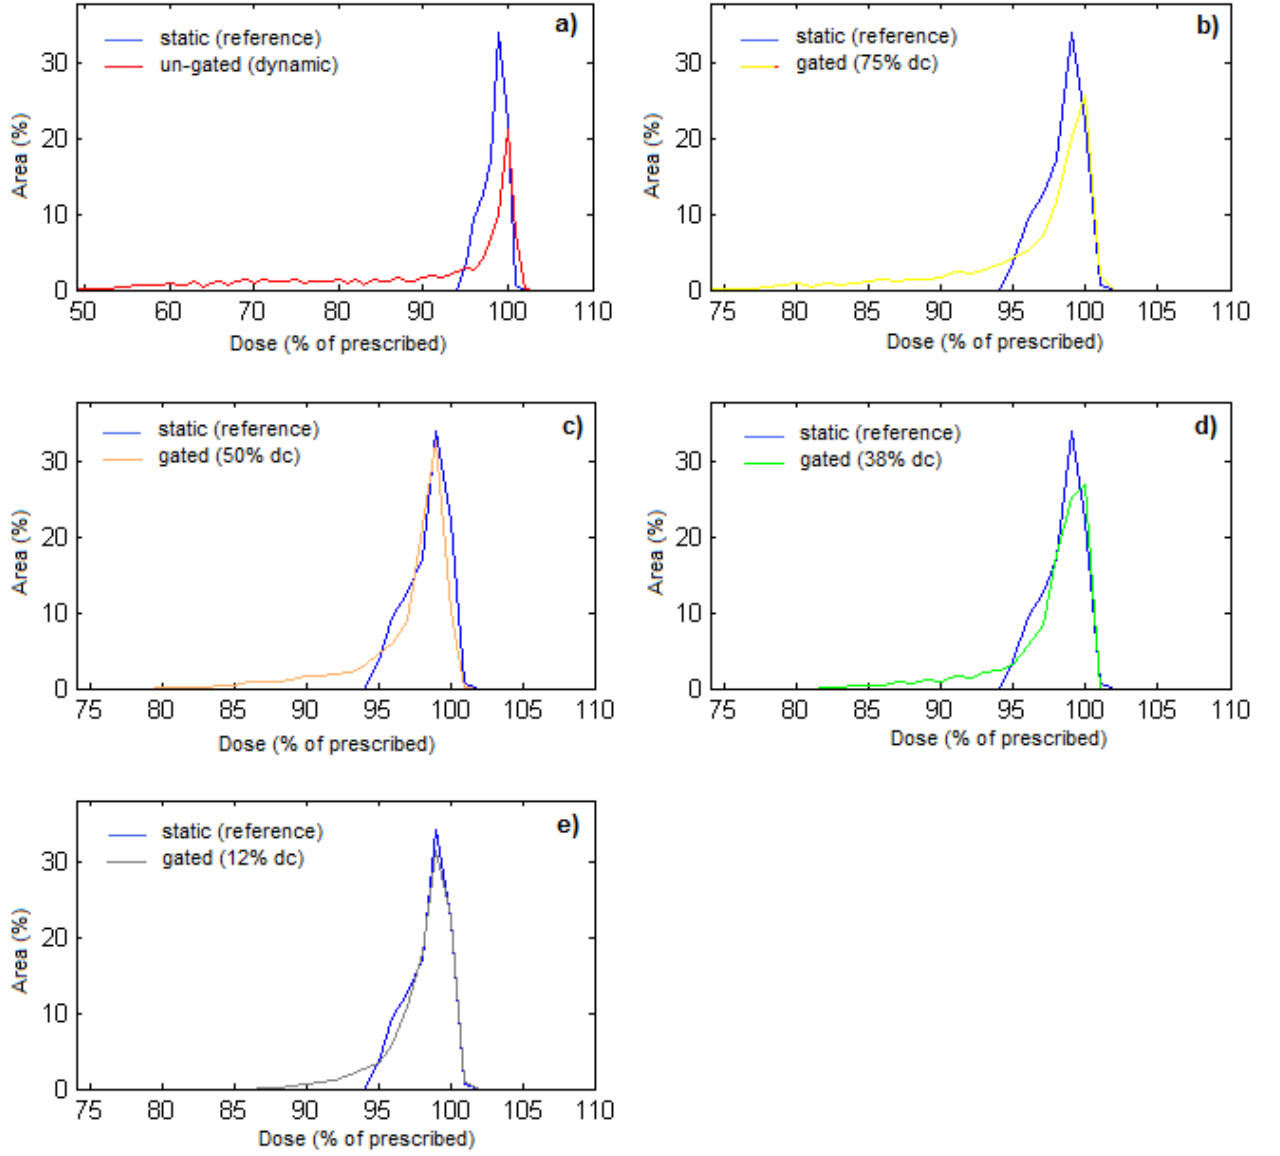 a)
static (reference)
un-gated (dynamic)
30
20
10
0
Area (%)
50 60 70 80 90 100 110
Dose (% of prescribed)
b)
static (reference)
gated (75% dc)
30
20
10
0
Area (%)
75 80 85 90 95 100 105 110
Dose (% of prescribed)
c)
static (reference)
gated (50% dc)
30
20
10
0
Area (%)
75 80 85 90 95 100 105 110
Dose (% of prescribed)
d)
static (reference)
gated (38% dc)
30
20
10
0
Area (%)
75 80 85 90 95 100 105 110
Dose (% of prescribed)
e)
static (reference)
gated (12% dc)
30
20
10
0
Area (%)
75 80 85 90 95 100 105 110
Dose (% of prescribed)